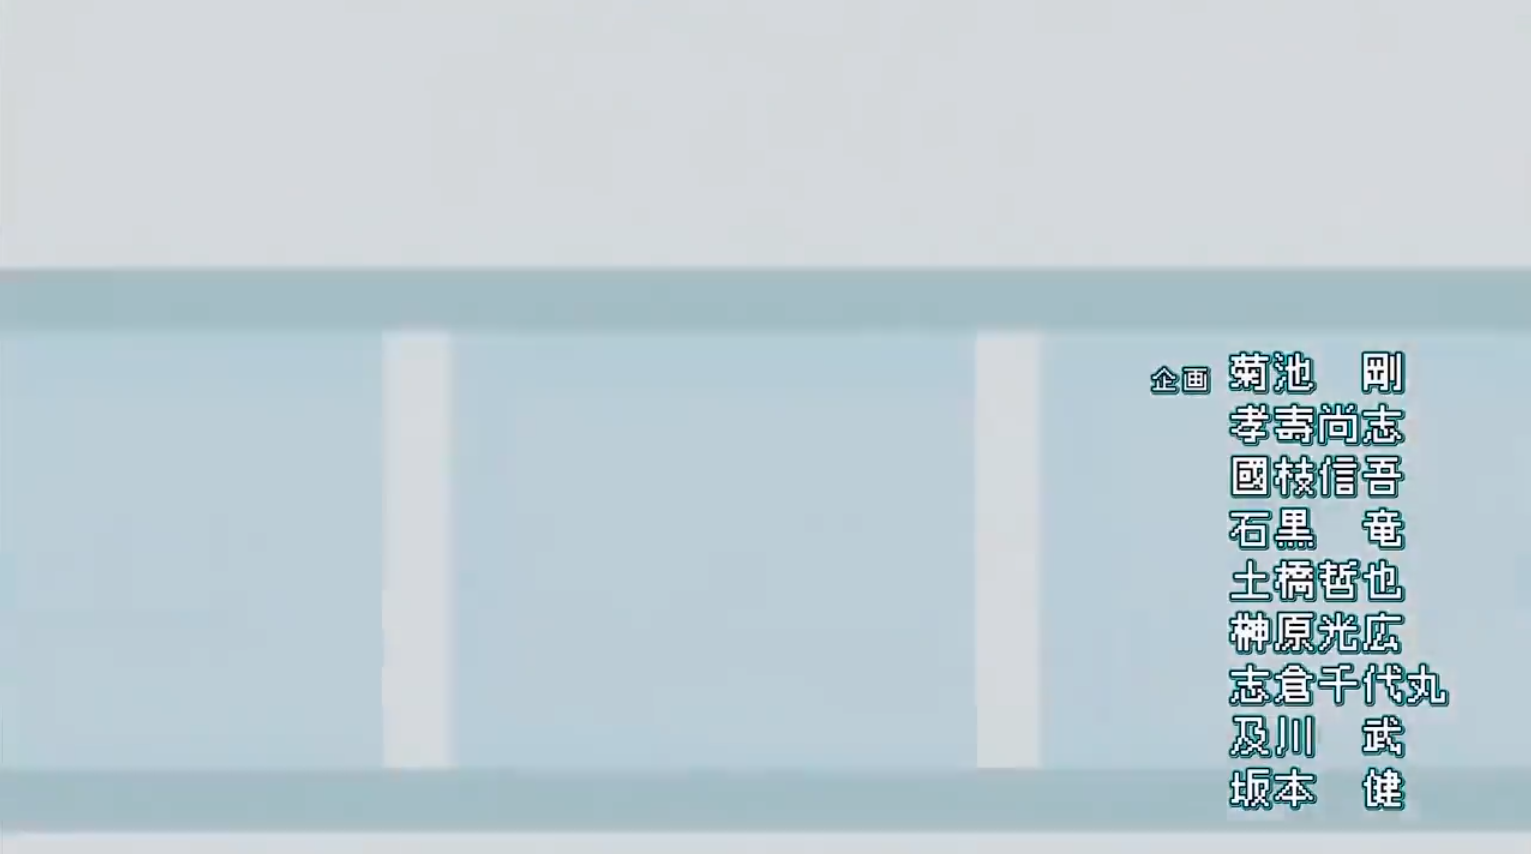 企画 菊池　剛
孝壽尚志
國枝信吾
石黒　竜
土橋哲也
榊原光広
志倉千代丸
及川　武
坂本　健